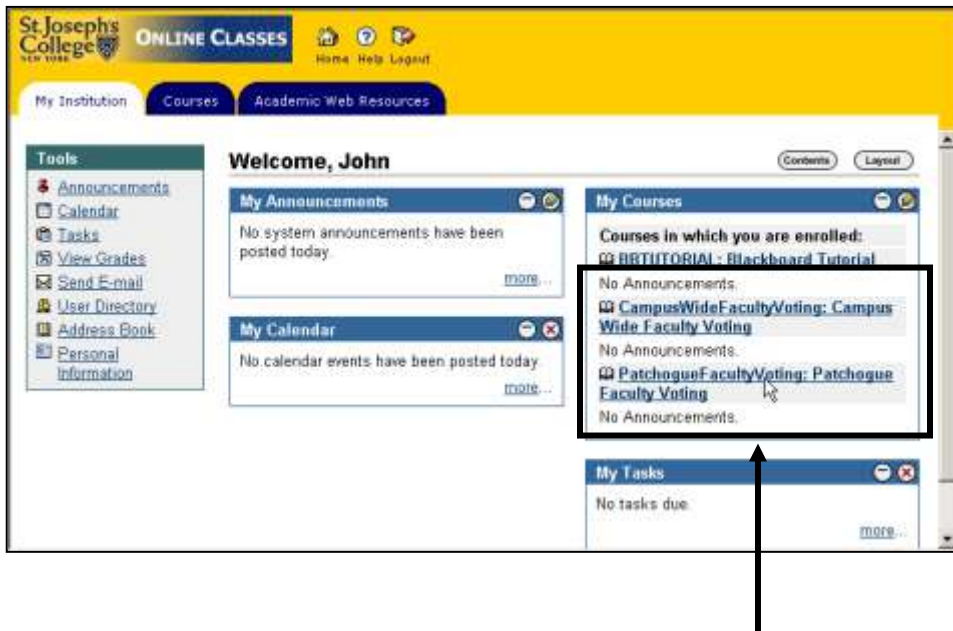 St.Joseph's
College
NEW YORK
ONLINE CLASSES
Home Help Logout
My Institution
Courses
Academic Web Resources
Tools
Announcements
Calendar
Tasks
View Grades
Send E-mail
User Directory
Address Book
Personal
Information
Welcome, John
Contents
Layout
My Announcements
No system announcements have been
posted today.
more...
My Calendar
No calendar events have been posted today
more...
My Courses
Courses in which you are enrolled:
BBTUTORIAL: Blackboard Tutorial
No Announcements.
CampusWideFacultyVoting: Campus
Wide Faculty Voting
No Announcements.
PatchogueFacultyVoting: Patchogue
Faculty Voting
No Announcements.
My Tasks
No tasks due.
more...